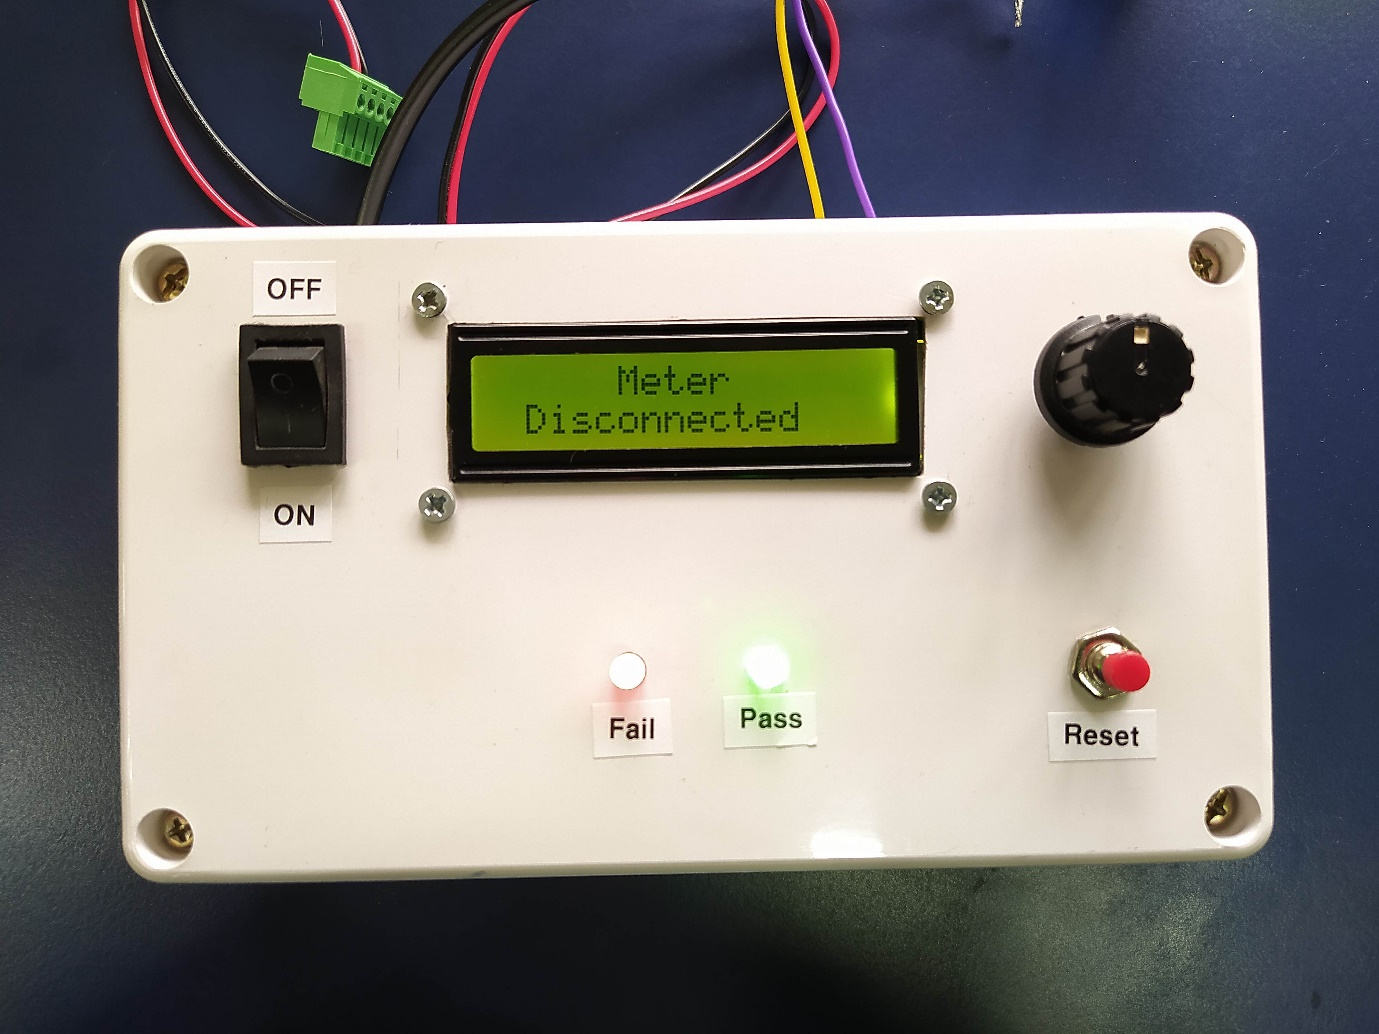 OFF
Meter
Disconnected
ON
Fail
Pass
Reset